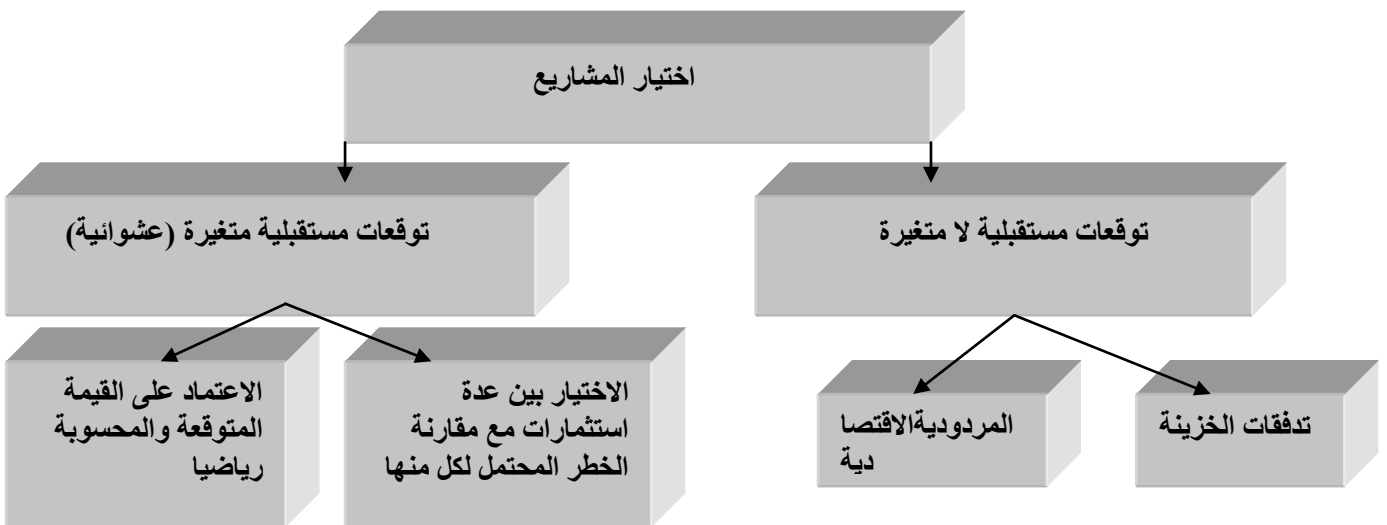 اختيار المشاريع
توقعات مستقبلية لا متغيرة
توقعات مستقبلية متغيرة (عشوائية)
تدفقات الخزينة
المرددوديةالاقتصا
دية
الاختيار بين عدة
استثمارات مع مقارنة
الخطر المحتمل لكل منها
الاعتماد على القيمة
المتوقعة والمحسوبة
رياضيا